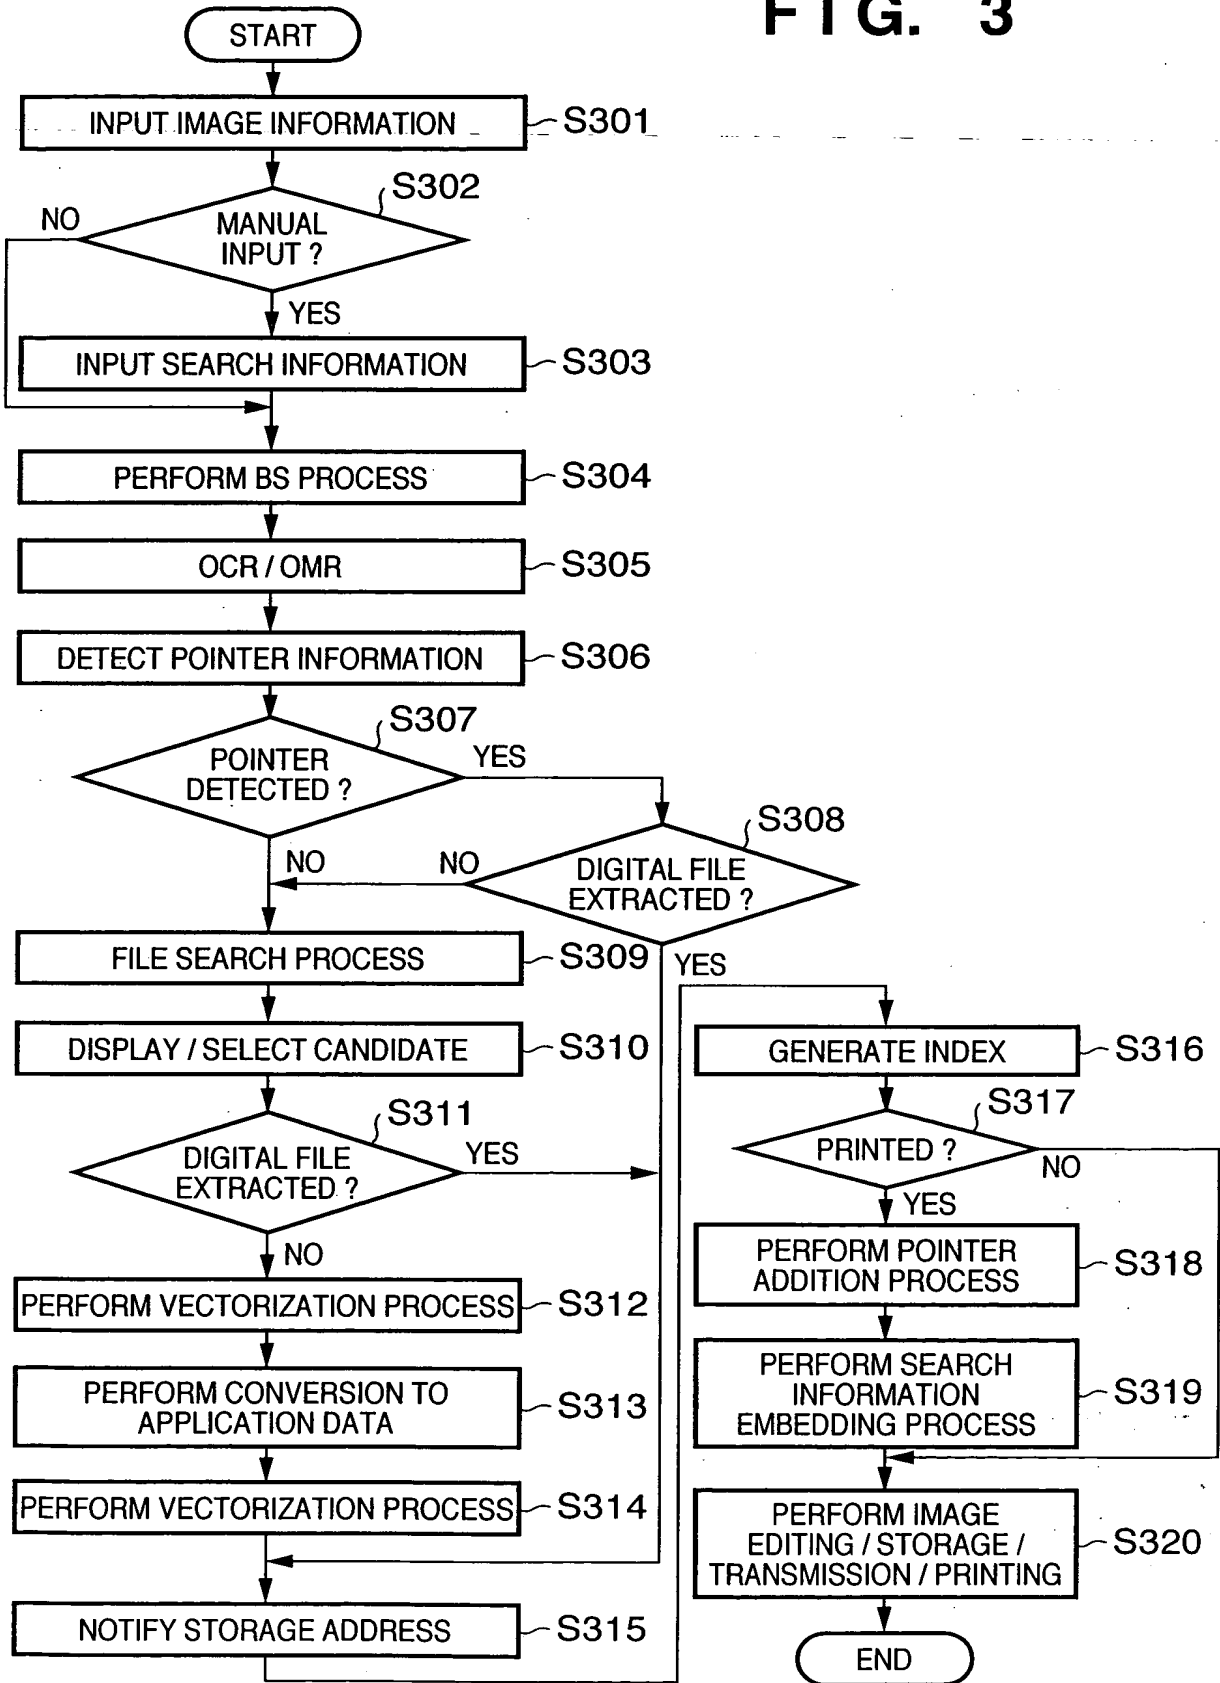 FIG. 3
START
INPUT IMAGE INFORMATION
S301
S302
NO
MANUAL
INPUT ?
YES
INPUT SEARCH INFORMATION
S303
PERFORM BS PROCESS
S304
OCR / OMR
S305
DETECT POINTER INFORMATION
S306
S307
POINTER
DETECTED ?
YES
S308
NO
NO
DIGITAL FILE
EXTRACTED ?
FILE SEARCH PROCESS
S309
YES
DISPLAY / SELECT CANDIDATE
S310
S311
DIGITAL FILE
EXTRACTED ?
YES
NO
PERFORM VECTORIZATION PROCESS
S312
PERFORM CONVERSION TO
APPLICATION DATA
S313
PERFORM VECTORIZATION PROCESS
S314
NOTIFY STORAGE ADDRESS
S315
GENERATE INDEX
S316
S317
PRINTED ?
NO
YES
PERFORM POINTER
ADDITION PROCESS
S318
PERFORM SEARCH
INFORMATION
EMBEDDING PROCESS
S319
PERFORM IMAGE
EDITING / STORAGE /
TRANSMISSION / PRINTING
S320
END